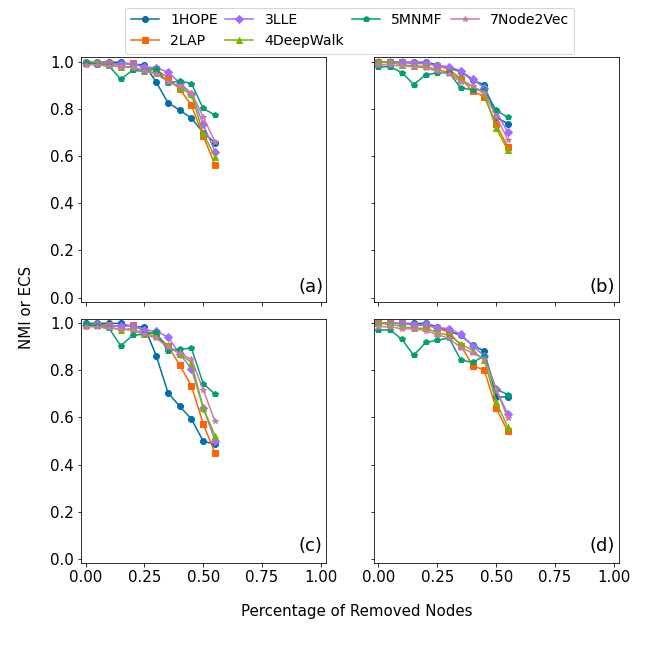 1HOPE 3LLE 5MNMF 7Node2Vec
2LAP 4DeepWalk
1.0
0.8
0.6
0.4
0.2
0.0
(a)
(b)
NMI or ECS
1.0
0.8
0.6
0.4
0.2
0.0
(c)
(d)
0.00 0.25 0.50 0.75 1.00 0.00 0.25 0.50 0.75 1.00
Percentage of Removed Nodes